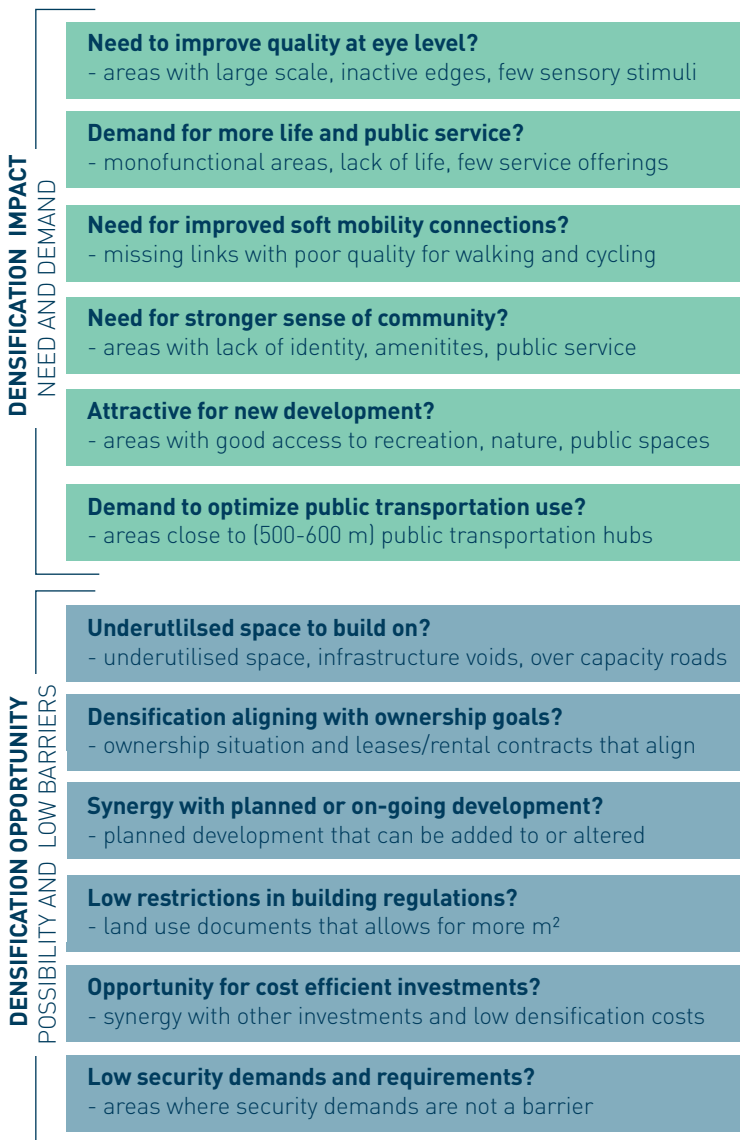 DENSIFICATION IMPACT
NEED AND DEMAND
Need to improve quality at eye level?
- areas with large scale, inactive edges, few sensory stimuli
Demand for more life and public service?
- monofunctional areas, lack of life, few service offerings
Need for improved soft mobility connections?
- missing links with poor quality for walking and cycling
Need for stronger sense of community?
- areas with lack of identity, amenitites, public service
Attractive for new development?
- areas with good access to recreation, nature, public spaces
Demand to optimize public transportation use?
- areas close to (500-600 m) public transportation hubs
DENSIFICATION OPPORTUNITY
POSSIBILITY AND LOW BARRIERS
Underutlilsed space to build on?
- underutilised space, infrastructure voids, over capacity roads
Densification aligning with ownership goals?
- ownership situation and leases/rental contracts that align
Synergy with planned or on-going development?
- planned development that can be added to or altered
Low restrictions in building regulations?
- land use documents that allows for more m²
Opportunity for cost efficient investments?
- synergy with other investments and low densification costs
Low security demands and requirements?
- areas where security demands are not a barrier